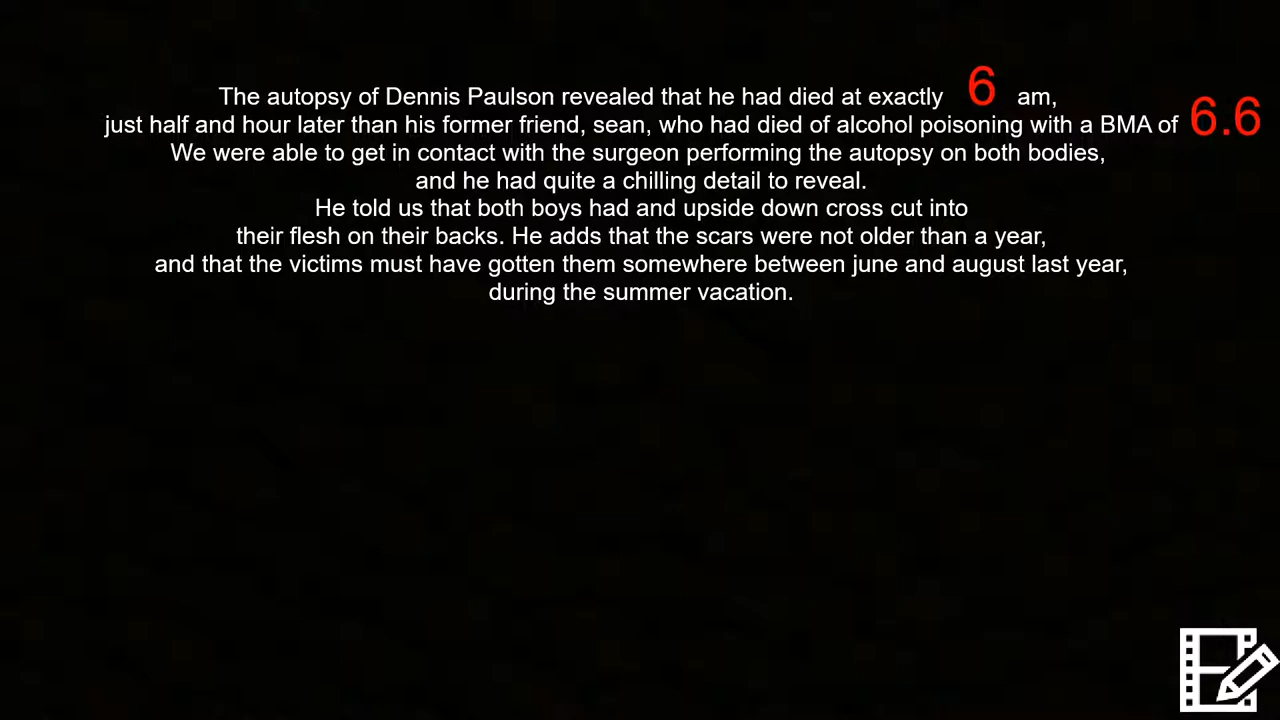 The autopsy of Dennis Paulson revealed that he had died at exactly 6 am,
just half and hour later than his former friend, sean, who had died of alcohol poisoning with a BMA of 6.6
We were able to get in contact with the surgeon performing the autopsy on both bodies,
and he had quite a chilling detail to reveal.
He told us that both boys had and upside down cross cut into
their flesh on their backs. He adds that the scars were not older than a year,
and that the victims must have gotten them somewhere between june and august last year,
during the summer vacation.